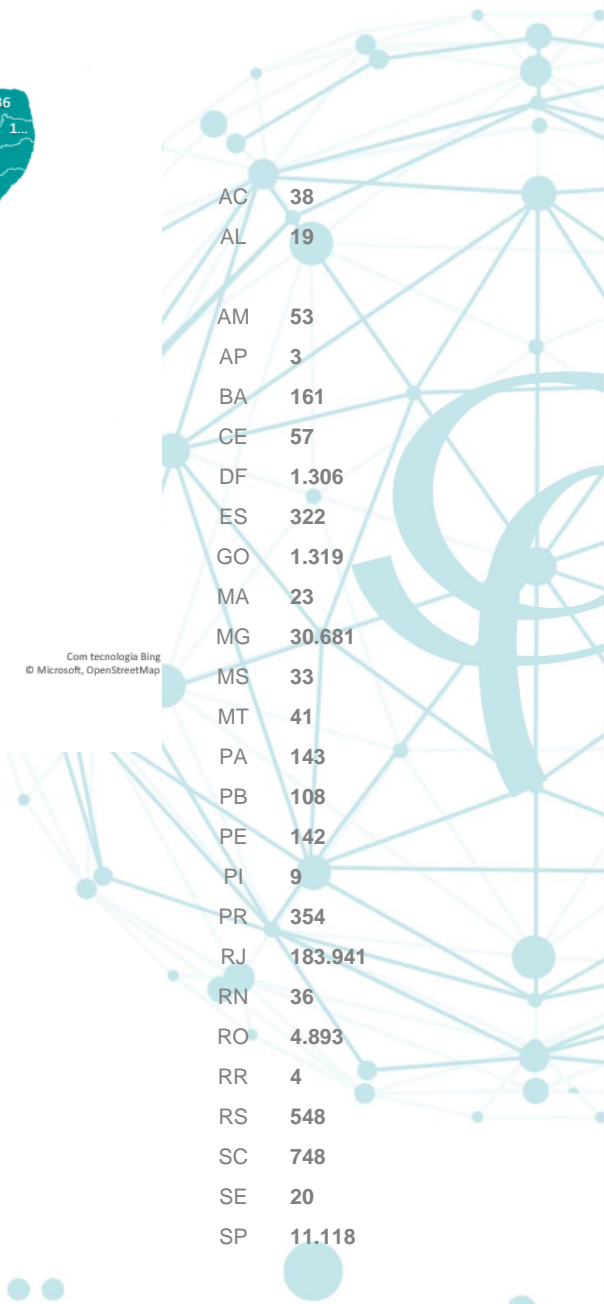 36
1...
AC 38
AL 19
AM 53
AP 3
BA 161
CE 57
DF 1.306
ES 322
GO 1.319
MA 23
MG 30.681
Com tecnologia Bing
© Microsoft, OpenStreetMap
MS 33
MT 41
PA 143
PB 108
PE 142
PI 9
PR 354
RJ 183.941
RN 36
RO 4.893
RR 4
RS 548
SC 748
SE 20
SP 11.118